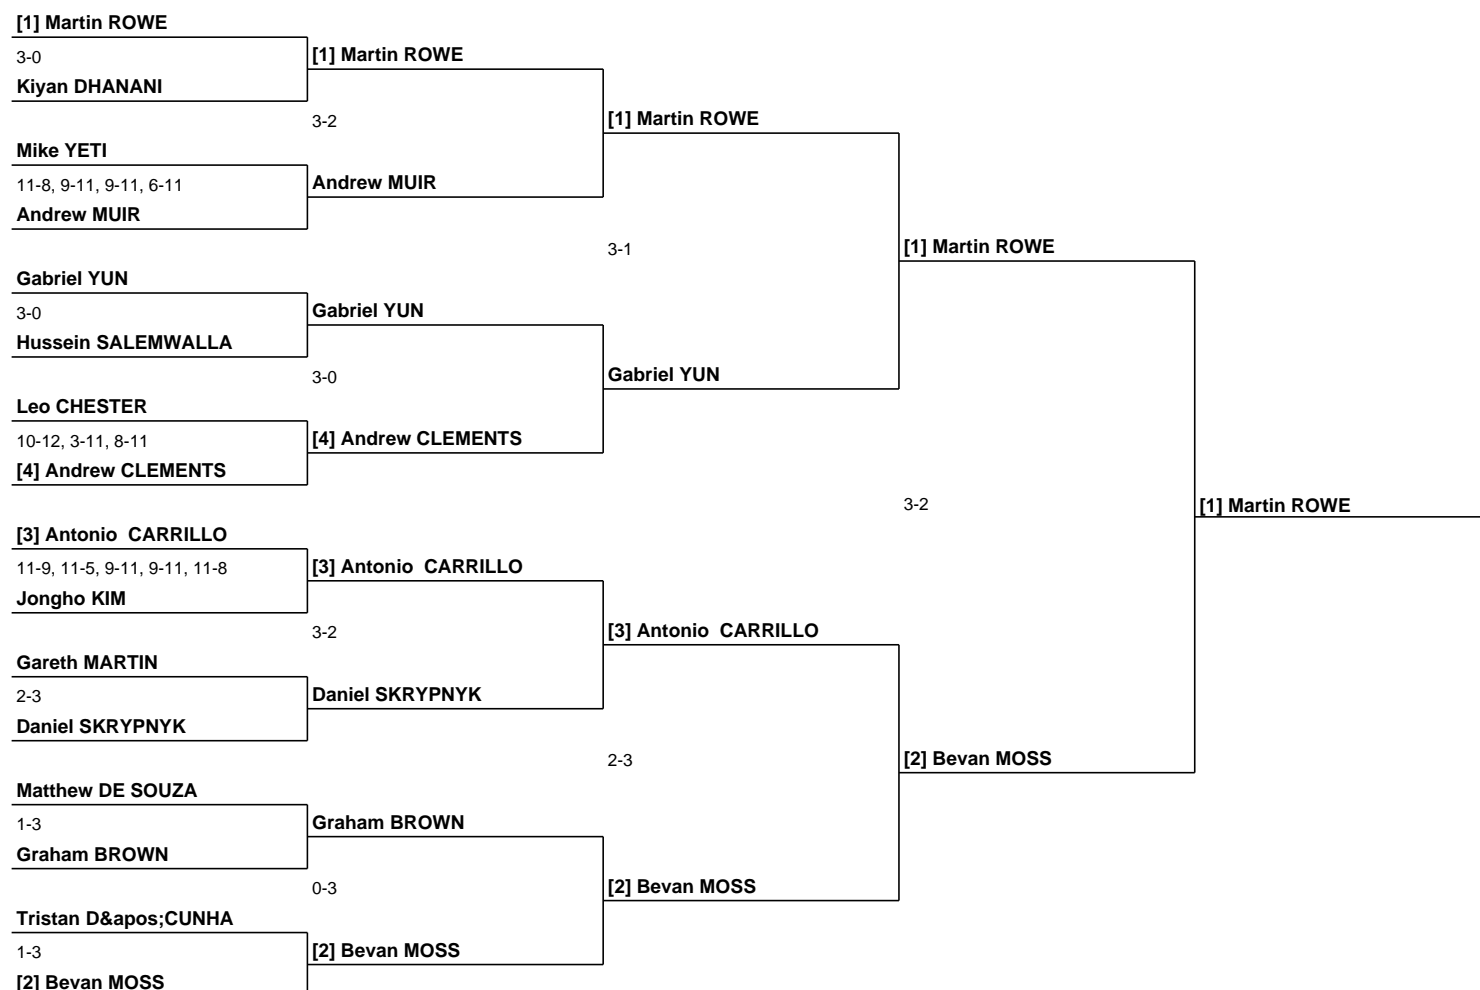 [1] Martin ROWE
3-0
[1] Martin ROWE
Kiyan DHANANI
3-2
[1] Martin ROWE
Mike YETI
11-8, 9-11, 9-11, 6-11
Andrew MUIR
Andrew MUIR
3-1
[1] Martin ROWE
Gabriel YUN
3-0
Gabriel YUN
Hussein SALEMWALLA
3-0
Gabriel YUN
Leo CHESTER
10-12, 3-11, 8-11
[4] Andrew CLEMENTS
[4] Andrew CLEMENTS
3-2
[1] Martin ROWE
[3] Antonio  CARRILLO
11-9, 11-5, 9-11, 9-11, 11-8
[3] Antonio  CARRILLO
Jongho KIM
3-2
[3] Antonio  CARRILLO
Gareth MARTIN
2-3
Daniel SKRYPNYK
Daniel SKRYPNYK
2-3
[2] Bevan MOSS
Matthew DE SOUZA
1-3
Graham BROWN
Graham BROWN
0-3
[2] Bevan MOSS
Tristan D&apos;CUNHA
1-3
[2] Bevan MOSS
[2] Bevan MOSS